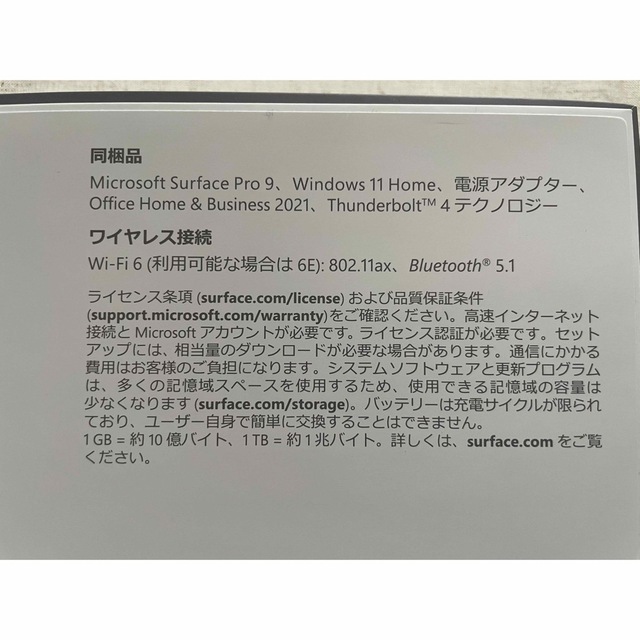 同梱品
Microsoft Surface Pro 9、Windows 11 Home、電源アダプター、
Office Home & Business 2021、Thunderbolt™ 4 テクノロジー
ワイヤレス接続
Wi-Fi 6 (利用可能な場合は 6E): 802.11ax、Bluetooth® 5.1
ライセンス条項 (surface.com/license) および品質保証条件
(support.microsoft.com/warranty)をご確認ください。高速インターネット
接続と Microsoft アカウントが必要です。ライセンス認証が必要です。セット
アップには、相当量のダウンロードが必要な場合があります。通信にかかる
費用はお客様のご負担になります。システムソフトウェアと更新プログラム
は、多くの記憶域スペースを使用するため、使用できる記憶域の容量は
少なくなります (surface.com/storage)。バッテリーは充電サイクルが限られ
ており、ユーザー自身で簡単に交換することはできません。
1 GB = 約 10 億バイト、1 TB = 約 1 兆バイト。詳しくは、surface.com をご覧
ください。